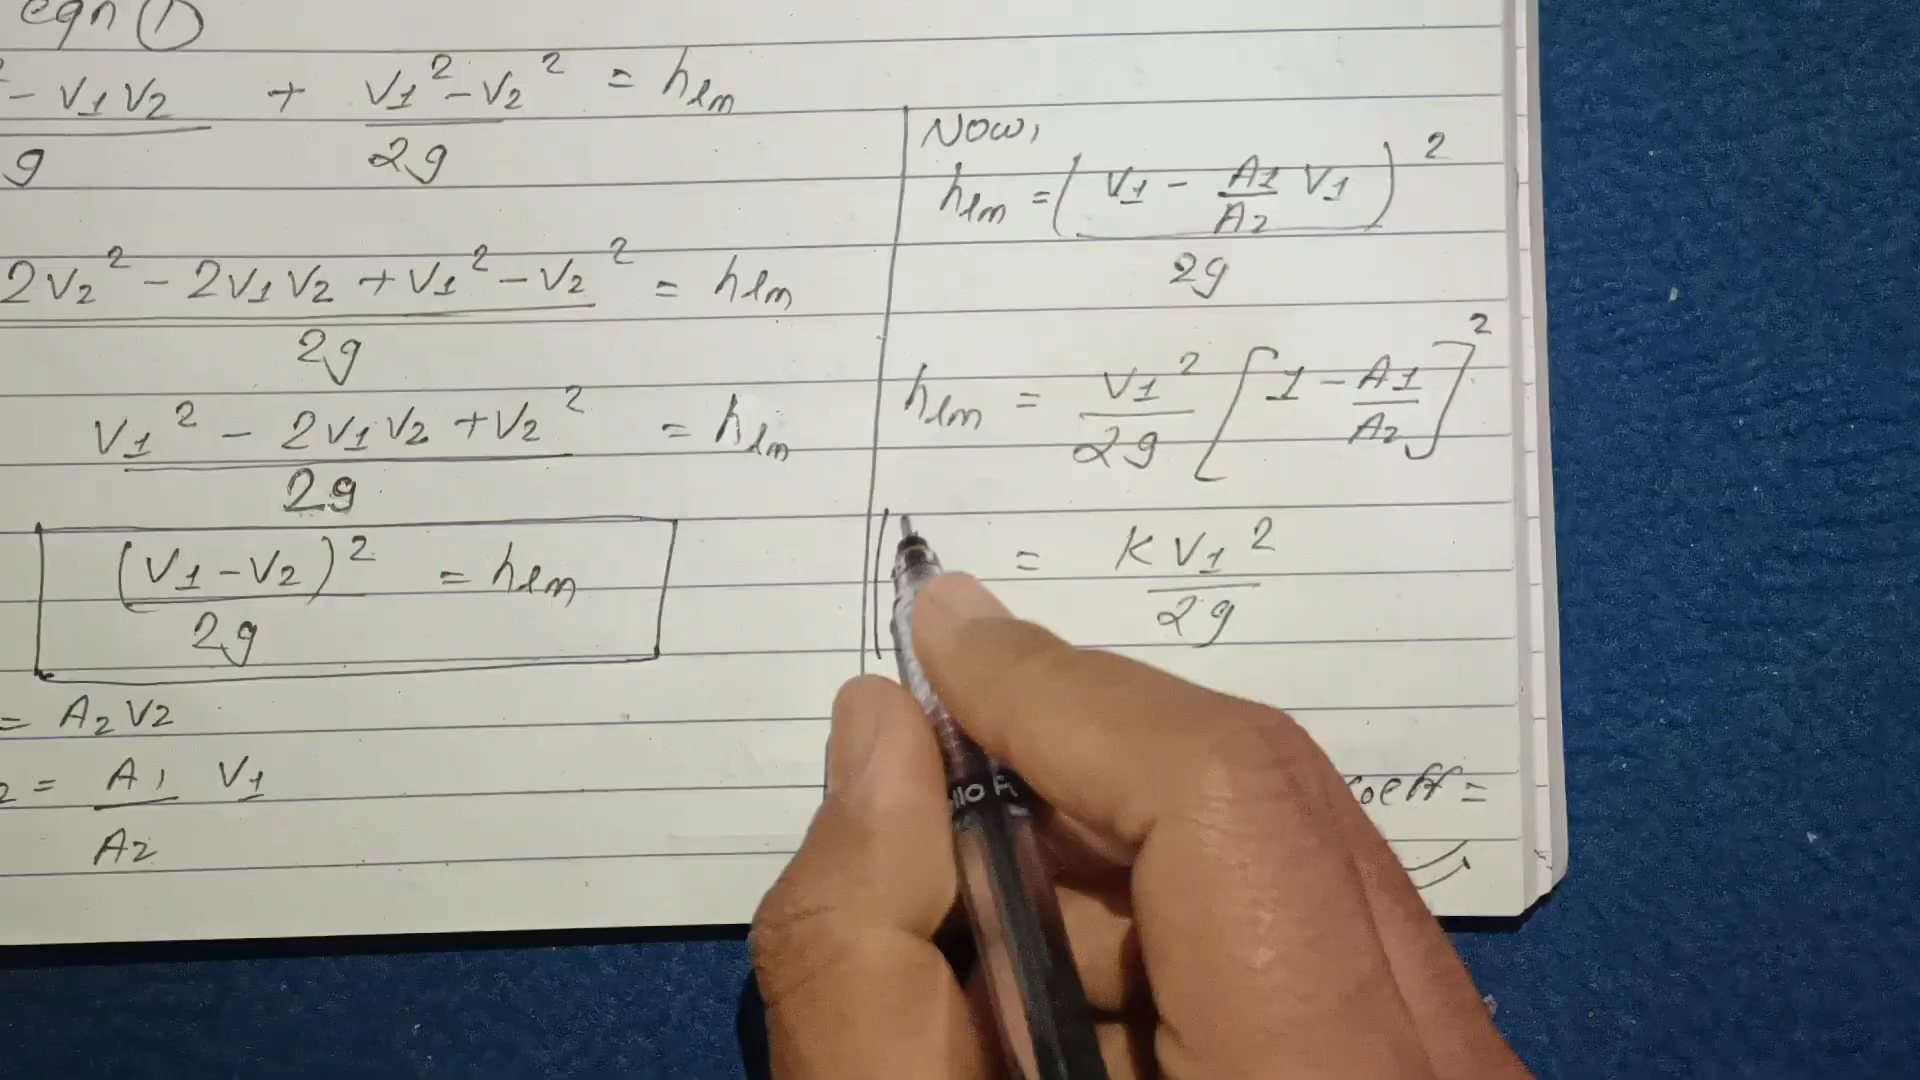 eqn ①
- V1 V2 / g + V1² - V2² / 2g = hlm
2V2² - 2V1 V2 + V1² - V2² / 2g = hlm
V1² - 2V1 V2 + V2² / 2g = hlm
(V1 - V2)² / 2g = hlm
= A2 V2
2 = A1 / A2 V1
Now,
hlm = (V1 - A1 / A2 V1)² / 2g
hlm = V1² / 2g [1 - A1 / A2]²
= K V1² / 2g
coeff =
110 A